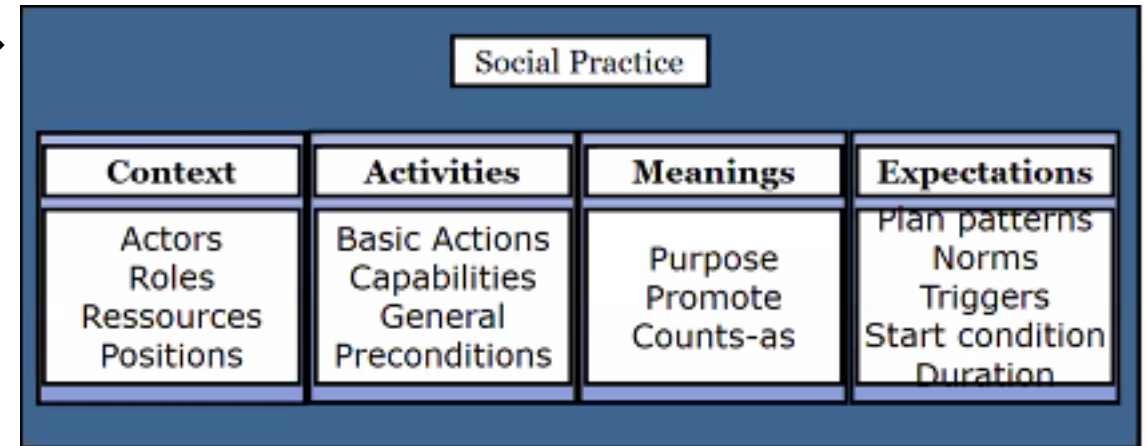 Social Practice
Context
Actors
Roles
Ressources
Positions
Activities
Basic Actions
Capabilities
General
Preconditions
Meanings
Purpose
Promote
Counts-as
Expectations
Plan patterns
Norms
Triggers
Start condition
Duration